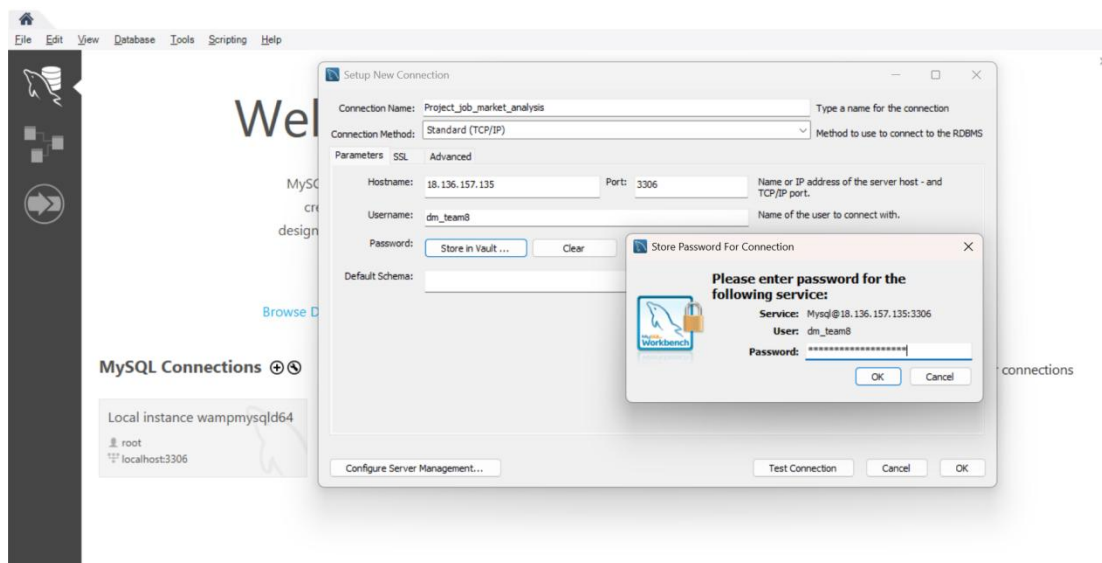 File Edit View Database Tools Scripting Help
Setup New Connection
Connection Name: Project_job_market_analysis Type a name for the connection
Connection Method: Standard (TCP/IP) Method to use to connect to the RDBMS
Parameters SSL Advanced
Hostname: 18.136.157.135 Port: 3306 Name or IP address of the server host - and
TCP/IP port.
Username: dm_team8 Name of the user to connect with.
Password: Store in Vault ... Clear
Default Schema:
Store Password For Connection
Please enter password for the
following service:
Service: Mysql@18.136.157.135:3306
User: dm_team8
Password: *******************
OK Cancel
Workbench
Configure Server Management... Test Connection Cancel OK
Wel
design
Browse
MySQL Connections
connections
Local instance wampmysqld64
root
localhost:3306